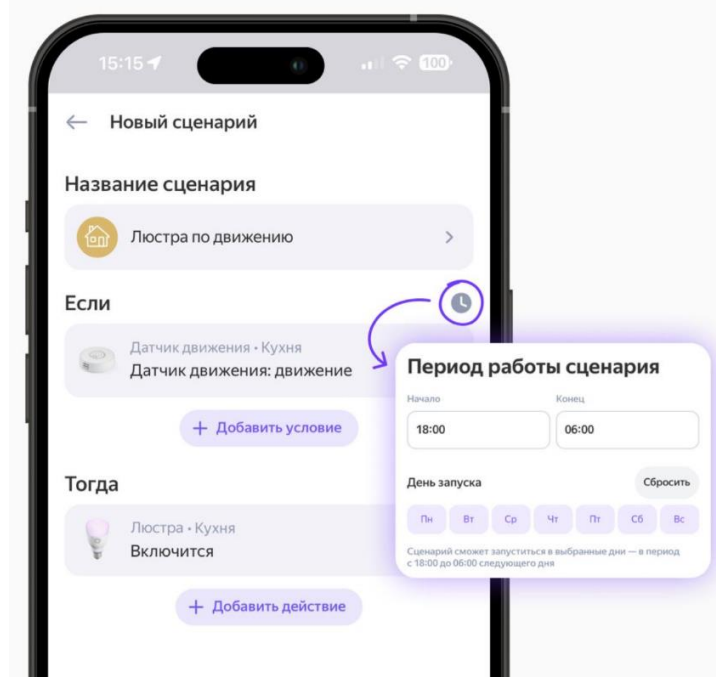 15:15
100
Новый сценарий
Название сценария
Люстра по движению
Если
Датчик движения • Кухня
Датчик движения: движение
+ Добавить условие
Тогда
Люстра • Кухня
Включится
+ Добавить действие
Период работы сценария
Начало Конец
18:00 06:00
День запуска Сбросить
Пн Вт Ср Чт Пт Сб Вс
Сценарий сможет запуститься в выбранные дни — в период
с 18:00 до 06:00 следующего дня